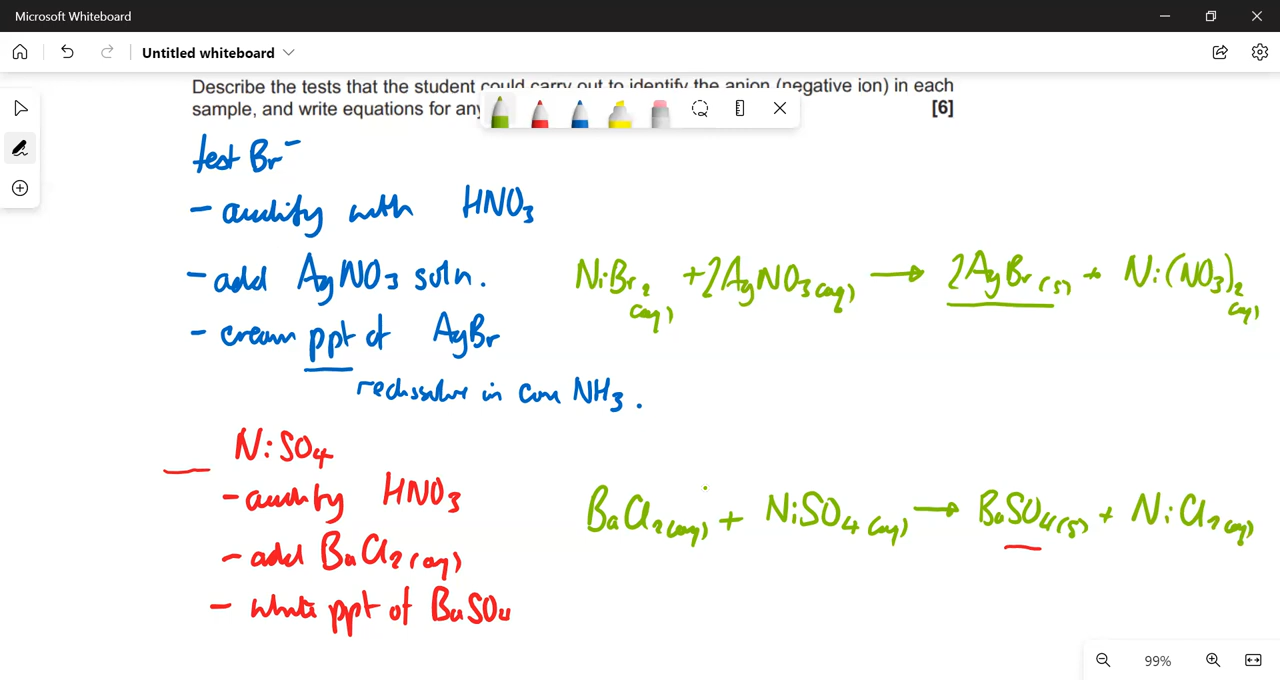 Microsoft Whiteboard
Untitled whiteboard
Describe the tests that the student could carry out to identify the anion (negative ion) in each
sample, and write equations for any
[6]
test Br⁻
- acidify with HNO₃
- add AgNO₃ soln.
NiBr₂(aq) + 2AgNO₃(aq) → 2AgBr(s) + Ni(NO₃)₂(aq)
- cream ppt of AgBr
redissolve in conc NH₃.
NiSO₄
- acidify HNO₃
BaCl₂(aq) + NiSO₄(aq) → BaSO₄(s) + NiCl₂(aq)
- add BaCl₂(aq)
- white ppt of BaSO₄
99%